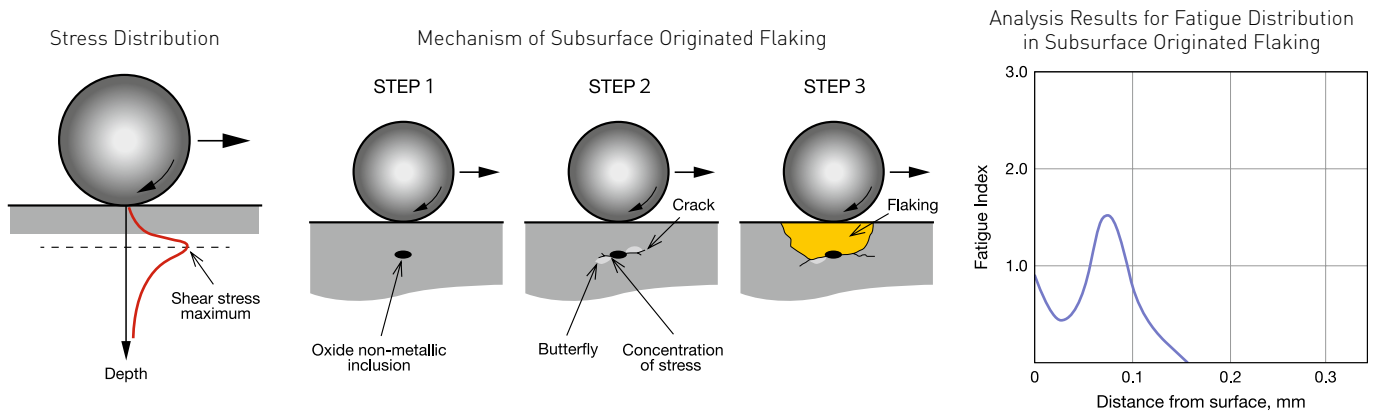 Stress Distribution
Shear stress
maximum
Depth
Mechanism of Subsurface Originated Flaking
STEP 1
Oxide non-metallic
inclusion
STEP 2
Crack
Butterfly
Concentration
of stress
STEP 3
Flaking
Analysis Results for Fatigue Distribution
in Subsurface Originated Flaking
Fatigue Index
3.0
2.0
1.0
0
0.1
0.2
0.3
Distance from surface, mm